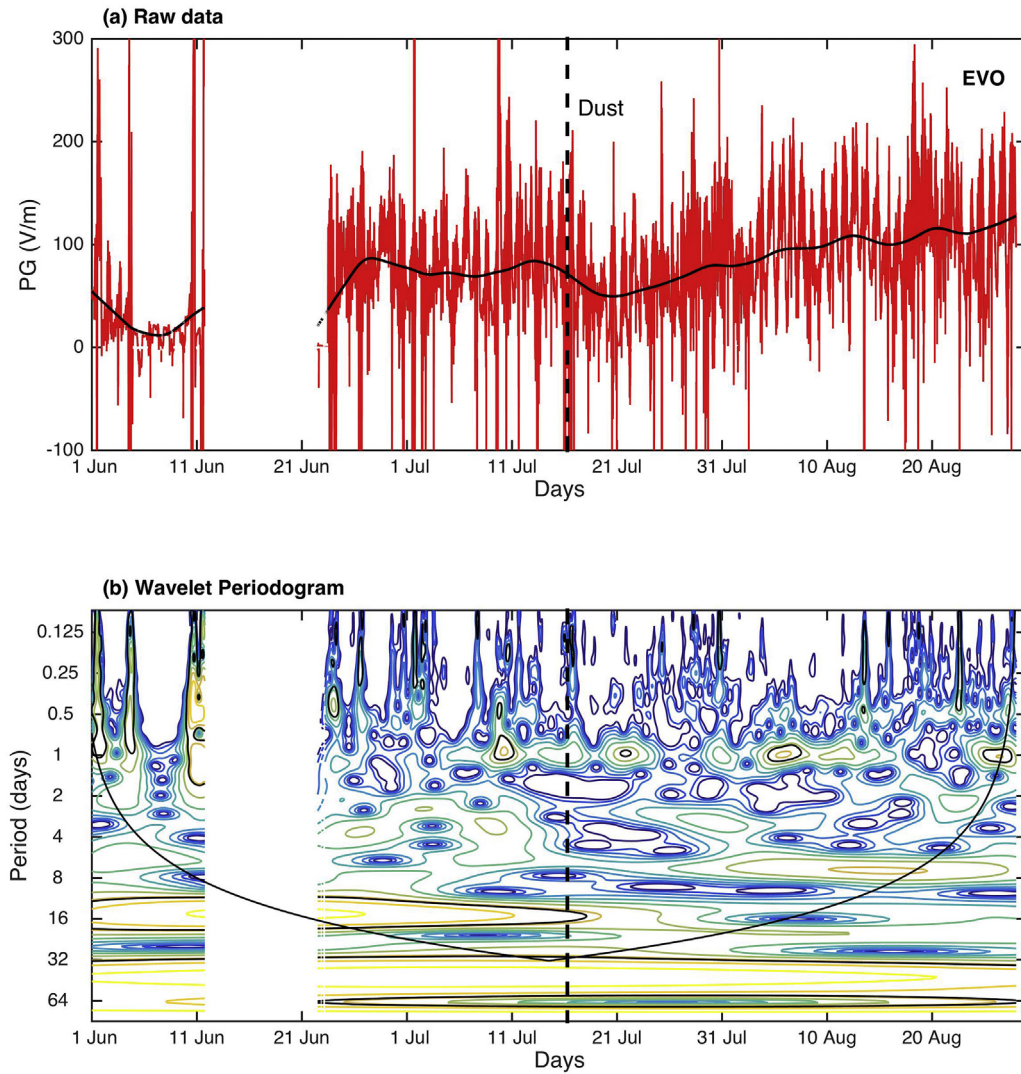 (a) Raw data
300
200
100
0
-100
PG (V/m)
EVO
Dust
1 Jun 11 Jun 21 Jun 1 Jul 11 Jul 21 Jul 31 Jul 10 Aug 20 Aug
Days
(b) Wavelet Periodogram
0.125
0.25
0.5
1
2
4
8
16
32
64
Period (days)
1 Jun 11 Jun 21 Jun 1 Jul 11 Jul 21 Jul 31 Jul 10 Aug 20 Aug
Days